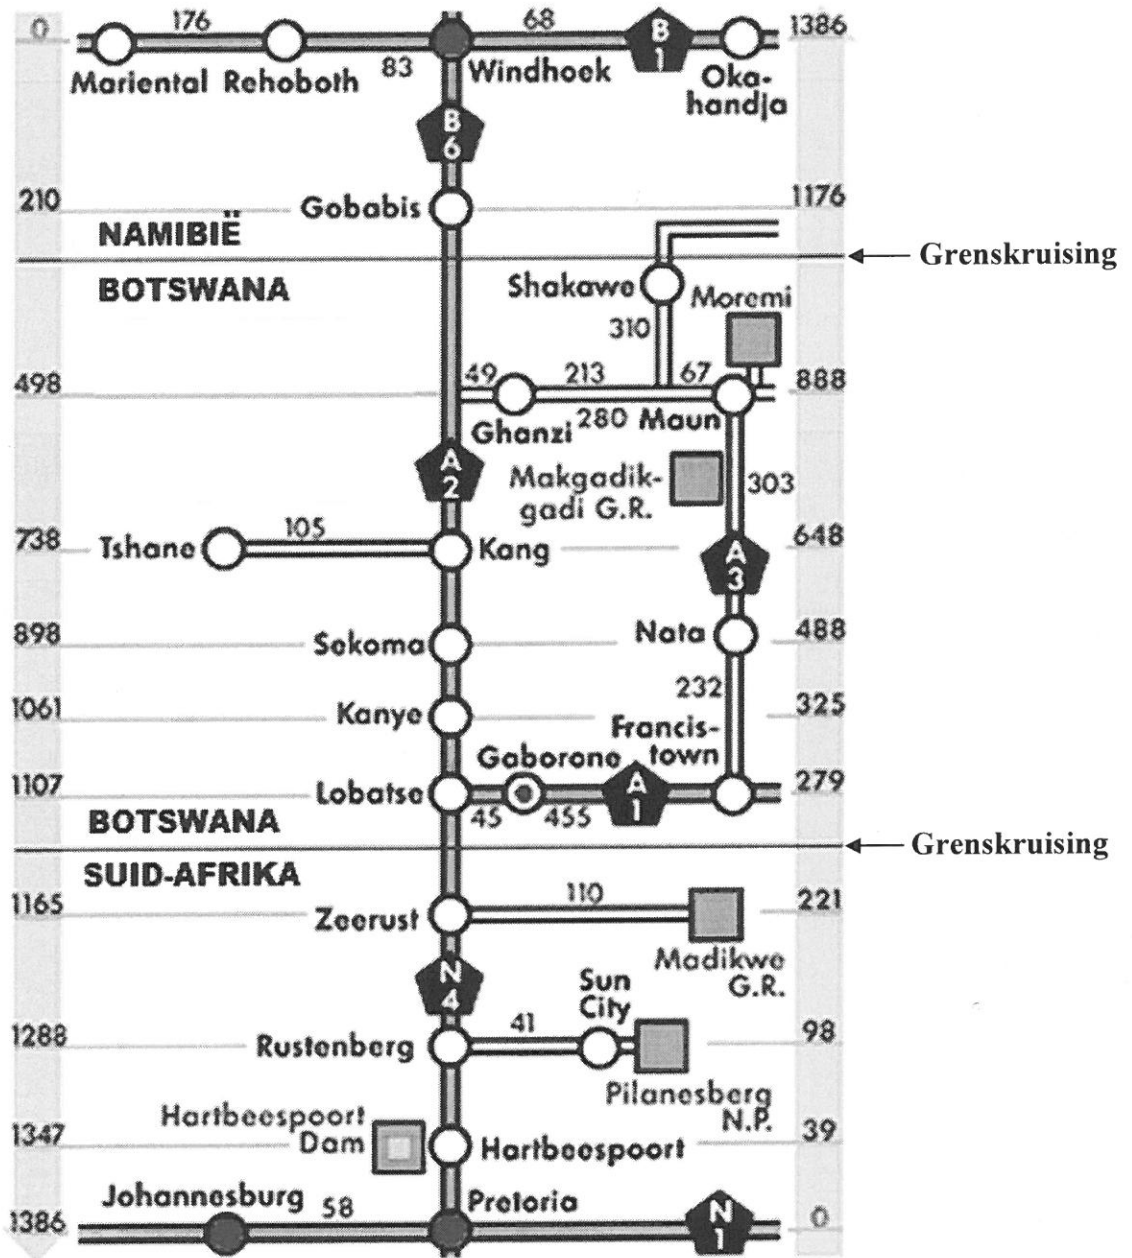 0
176
68
B
1
1386
Mariental
Rehoboth
83
Windhoek
Oka-
handja
B
6
210
Gobabis
1176
NAMIBIË
Grenskruising
BOTSWANA
Shakawe
Moremi
310
498
49
213
67
888
Ghanzi
280
Maun
A
2
Makgadik-
gadi G.R.
303
738
Tshane
105
Kang
648
A
3
898
Sekoma
Nata
488
232
1061
Kanye
325
Francis-
town
Gaborone
1107
Lobatse
45
455
A
1
279
BOTSWANA
Grenskruising
SUID-AFRIKA
1165
Zeerust
110
221
Madikwe
G.R.
N
4
Sun
City
1288
Rustenberg
41
98
Pilanesberg
N.P.
Hartbeespoort
Dam
1347
Hartbeespoort
39
Johannesburg
58
Pretoria
N
1
1386
0